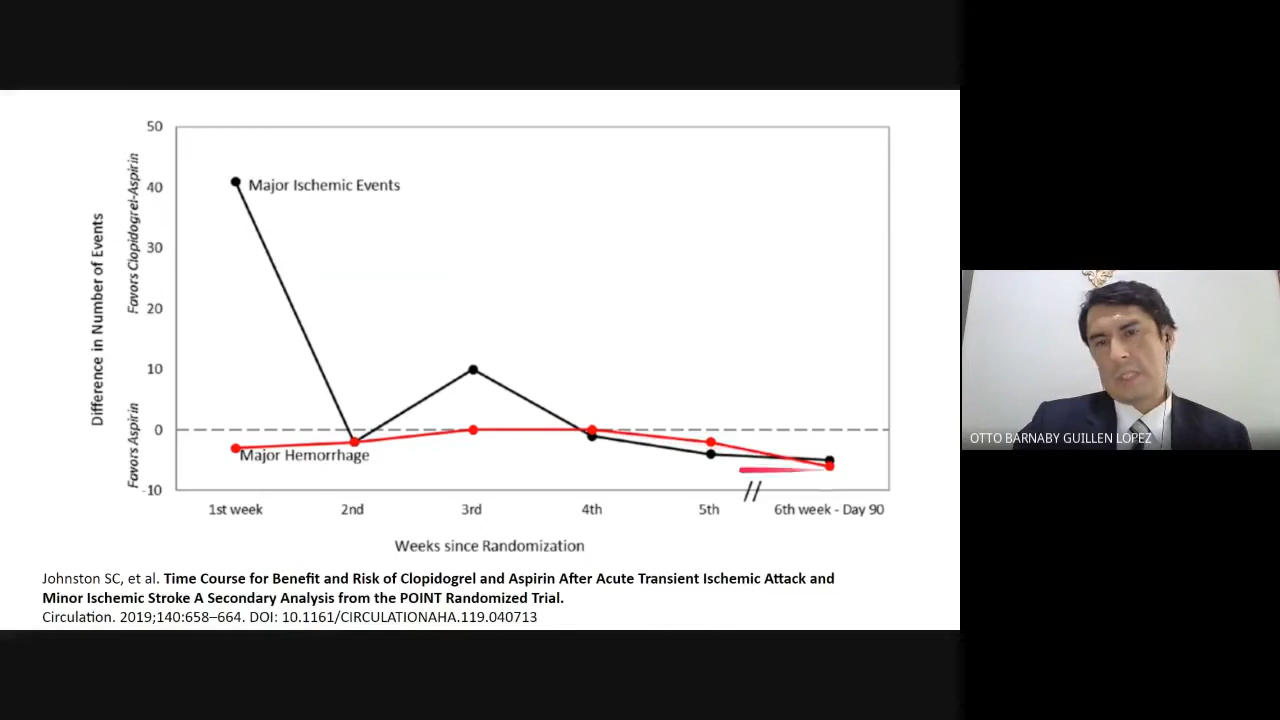 50
40
30
20
10
0
-10
Difference in Number of Events
Favors Clopidogrel-Aspirin
Favors Aspirin
Major Ischemic Events
Major Hemorrhage
1st week 2nd 3rd 4th 5th // 6th week - Day 90
Weeks since Randomization
Johnston SC, et al. Time Course for Benefit and Risk of Clopidogrel and Aspirin After Acute Transient Ischemic Attack and
Minor Ischemic Stroke A Secondary Analysis from the POINT Randomized Trial.
Circulation. 2019;140:658–664. DOI: 10.1161/CIRCULATIONAHA.119.040713
OTTO BARNABY GUILLEN LOPEZ